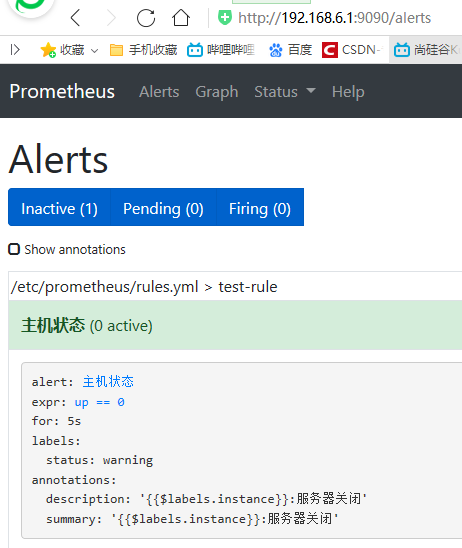 http://192.168.6.1:9090/alerts
收藏 手机收藏 哔哩哔哩 百度 CSDN- 尚硅谷K
Prometheus Alerts Graph Status Help
Alerts
Inactive (1) Pending (0) Firing (0)
Show annotations
/etc/prometheus/rules.yml > test-rule
主机状态 (0 active)
alert: 主机状态
expr: up == 0
for: 5s
labels:
  status: warning
annotations:
  description: '{{$labels.instance}}:服务器关闭'
  summary: '{{$labels.instance}}:服务器关闭'